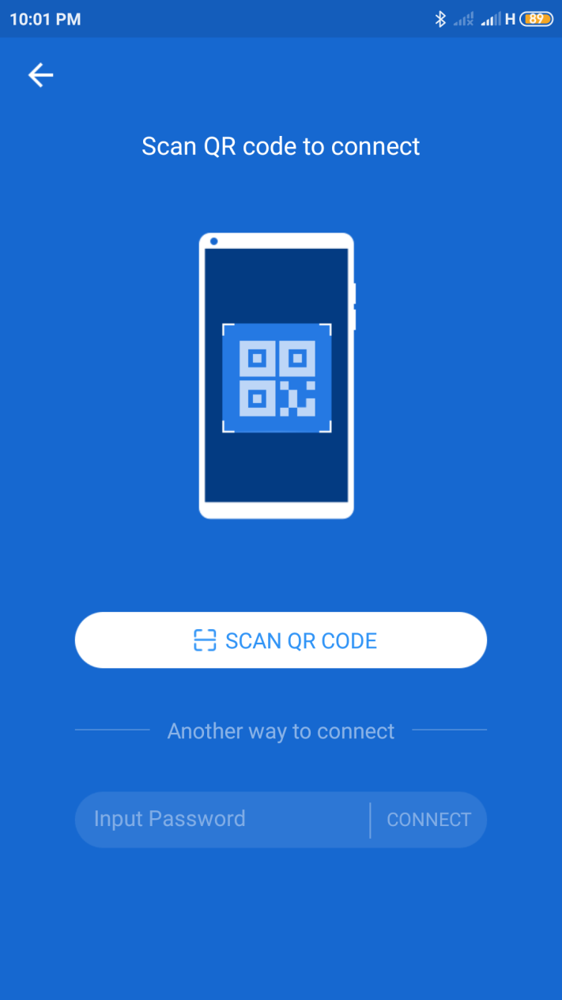 10:01 PM H 89
Scan QR code to connect
SCAN QR CODE
Another way to connect
Input Password CONNECT